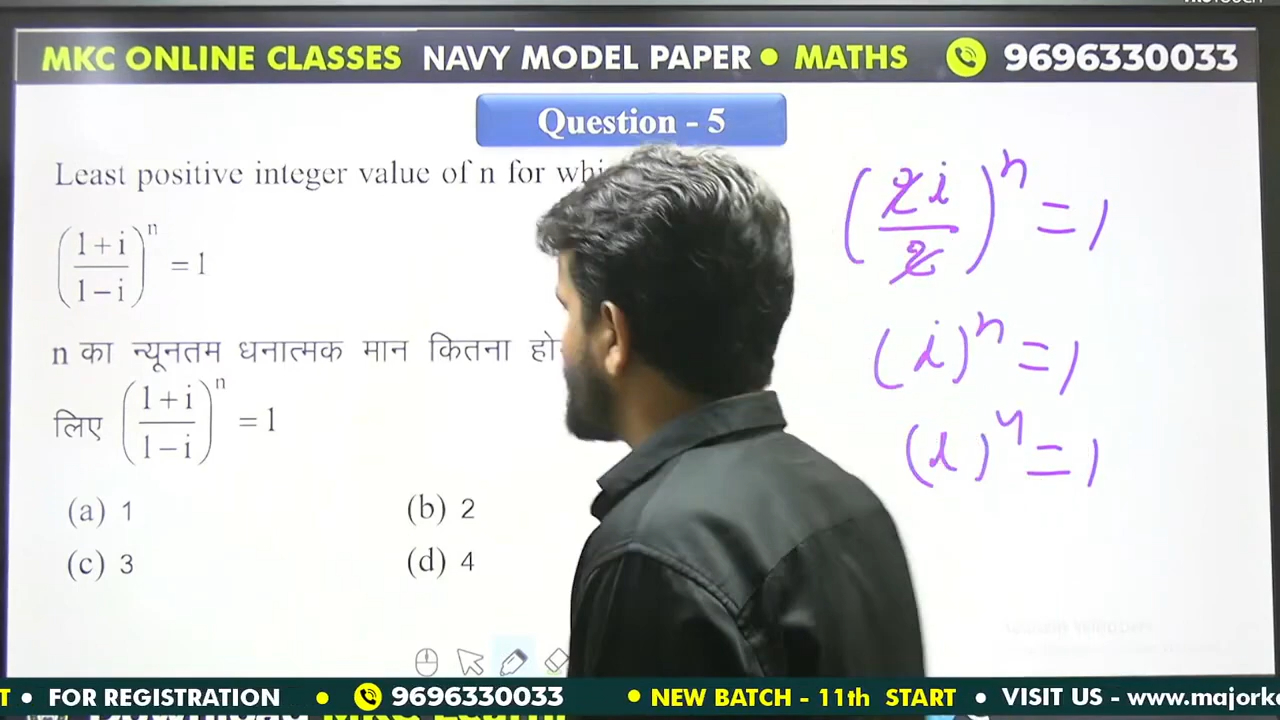 MKC ONLINE CLASSES NAVY MODEL PAPER • MATHS 9696330033
Question - 5
Least positive integer value of n for whi
(1+i / 1−i)^n = 1
n का न्यूनतम धनात्मक मान कितना हो
लिए (1+i / 1−i)^n = 1
(a) 1 (b) 2
(c) 3 (d) 4
(2i / 2)^n = 1
(i)^n = 1
(i)^4 = 1
• FOR REGISTRATION • 9696330033 • NEW BATCH - 11th START • VISIT US - www.majork